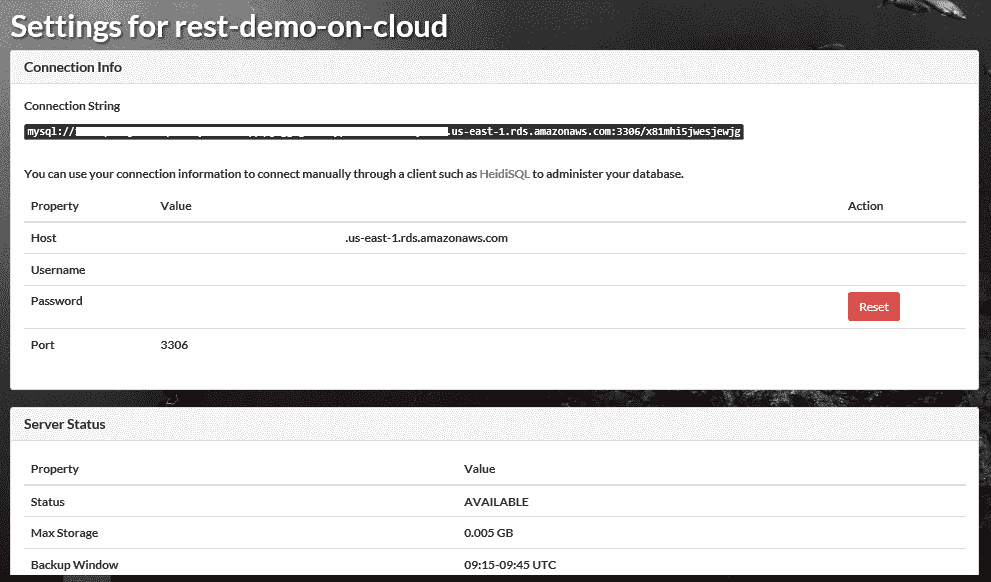 Settings for rest-demo-on-cloud
Connection Info
Connection String
mysql:// .us-east-1.rds.amazonaws.com:3306/x81mhi5jwesjewjg
You can use your connection information to connect manually through a client such as HeidiSQL to administer your database.
Property Value Action
Host .us-east-1.rds.amazonaws.com
Username
Password Reset
Port 3306
Server Status
Property Value
Status AVAILABLE
Max Storage 0.005 GB
Backup Window 09:15-09:45 UTC